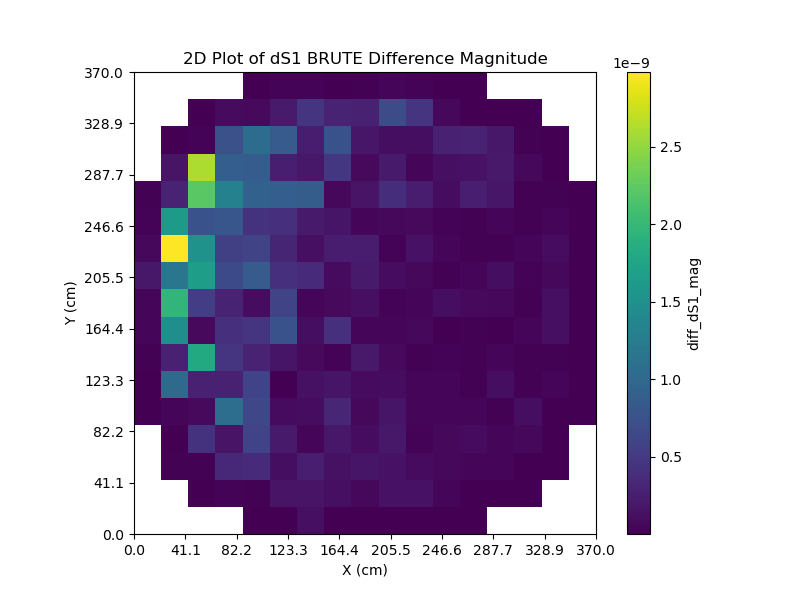 2D Plot of dS1 BRUTE Difference Magnitude
1e−9
370.0
328.9
287.7
246.6
205.5
164.4
123.3
82.2
41.1
0.0
Y (cm)
0.0 41.1 82.2 123.3 164.4 205.5 246.6 287.7 328.9 370.0
X (cm)
2.5
2.0
1.5
1.0
0.5
diff_dS1_mag